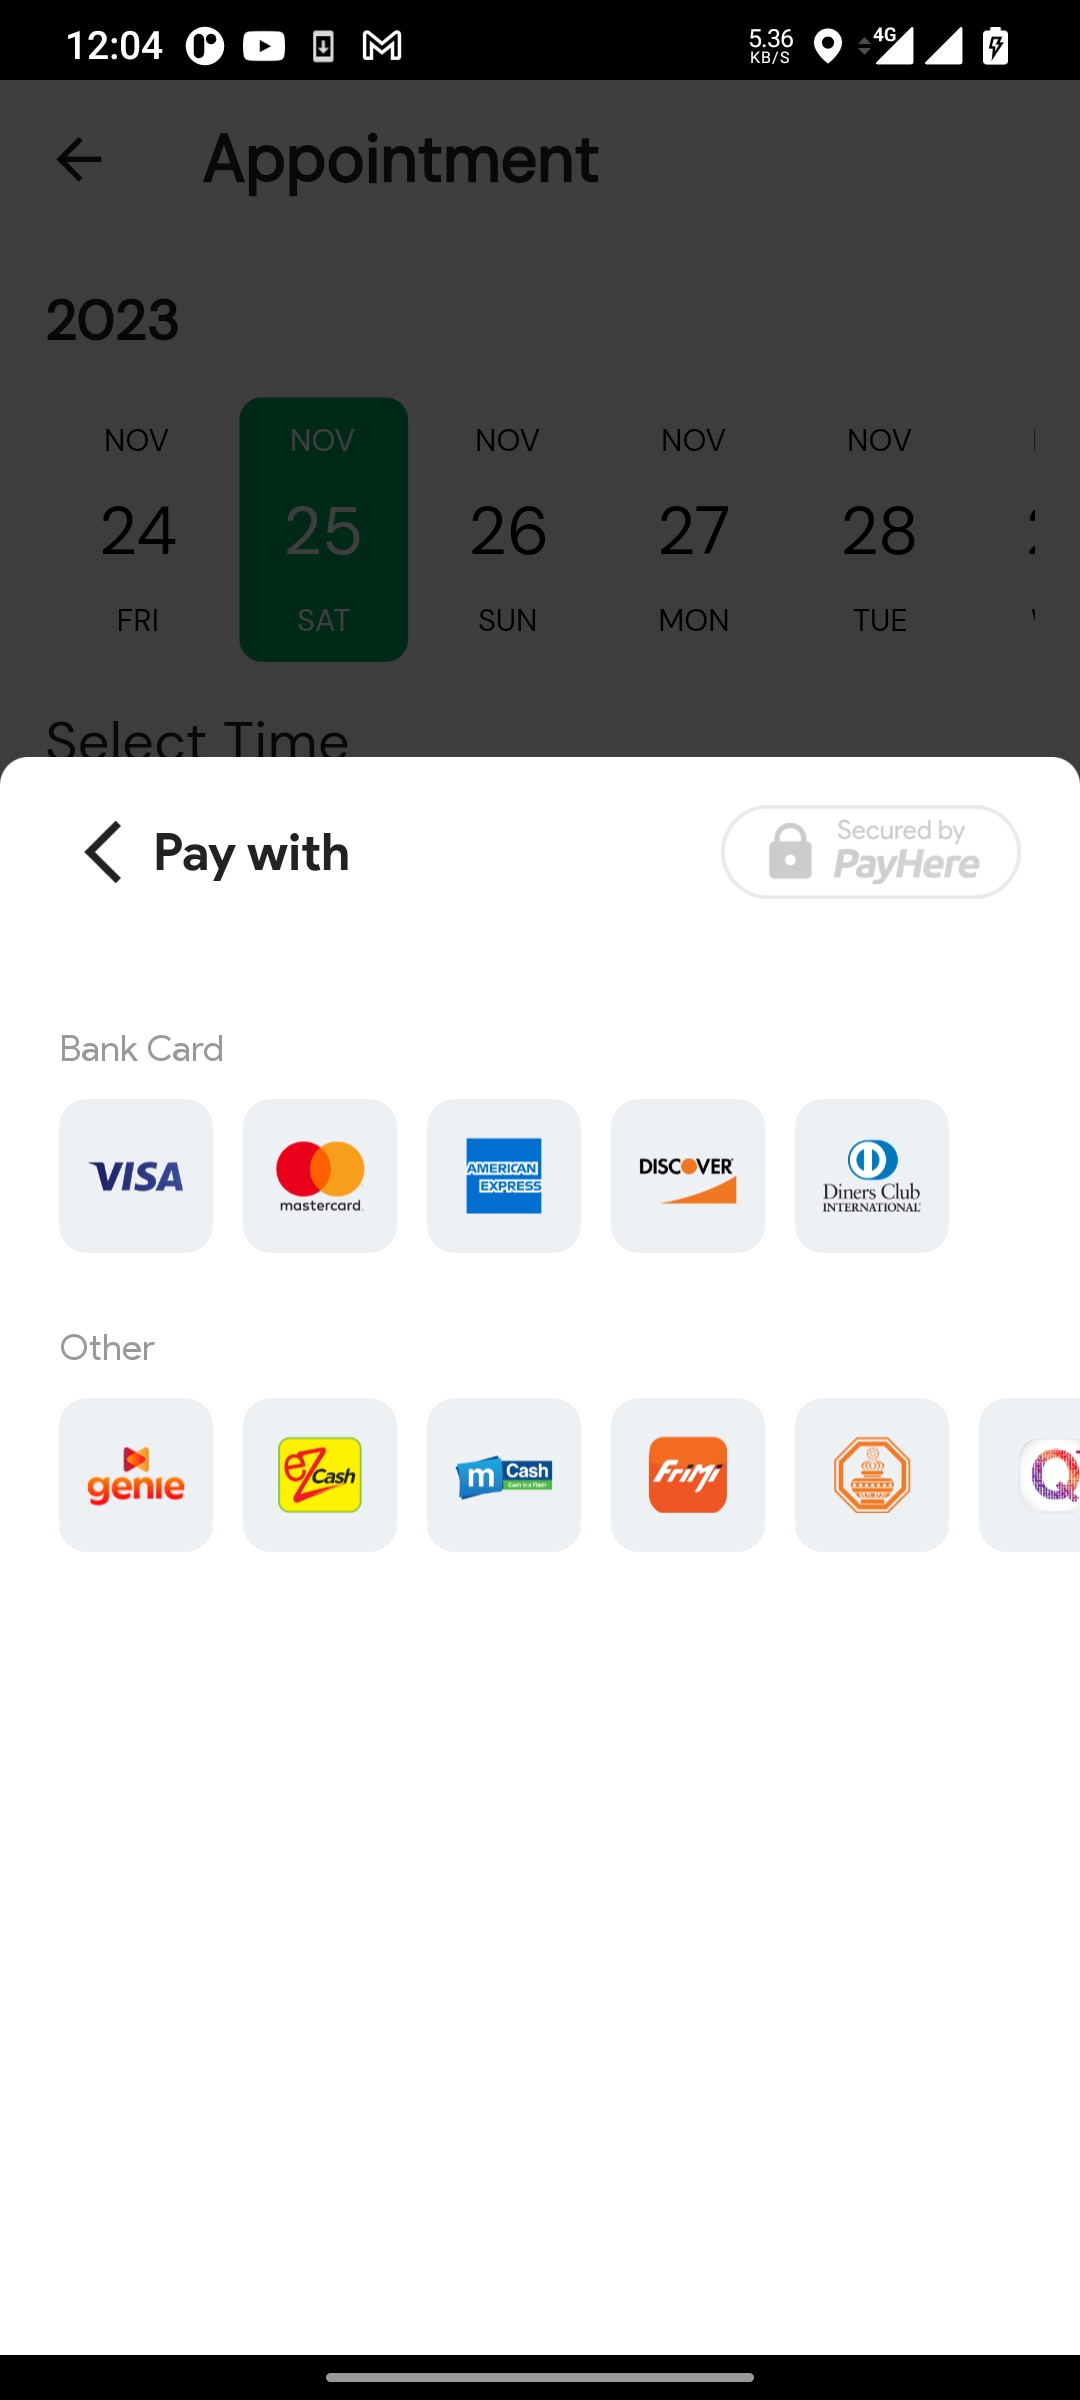 12:04
5.36
KB/S
4G
Appointment
2023
NOV NOV NOV NOV NOV
24 25 26 27 28
FRI SAT SUN MON TUE
Select Time
Pay with
Secured by
PayHere
Bank Card
VISA
mastercard.
AMERICAN
EXPRESS
DISCOVER
Diners Club
INTERNATIONAL
Other
genie
eZ Cash
m Cash
Cash in a Flash
FriMi
Q